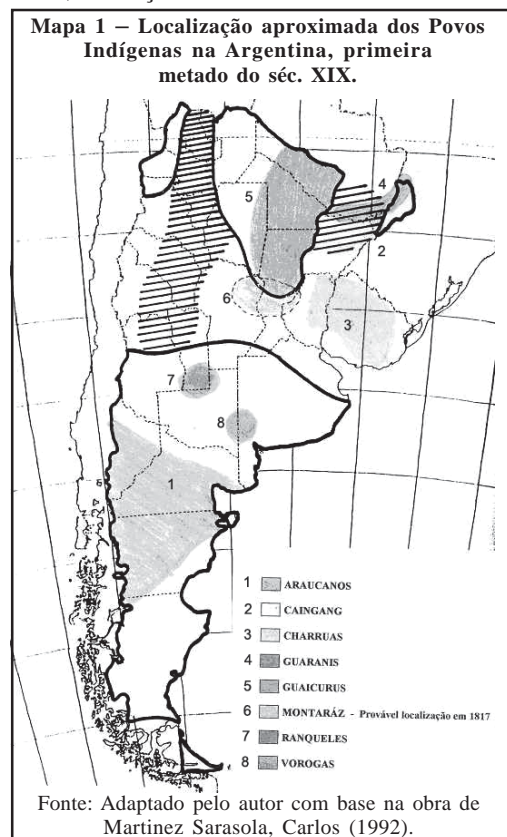 Mapa 1 – Localização aproximada dos Povos
Indígenas na Argentina, primeira
metado do séc. XIX.
4
5
2
6
3
7
8
1
1 ARAUCANOS
2 CAINGANG
3 CHARRUAS
4 GUARANIS
5 GUAICURUS
6 MONTARÁZ - Provável localização em 1817
7 RANQUELES
8 VOROGAS
Fonte: Adaptado pelo autor com base na obra de
Martinez Sarasola, Carlos (1992).